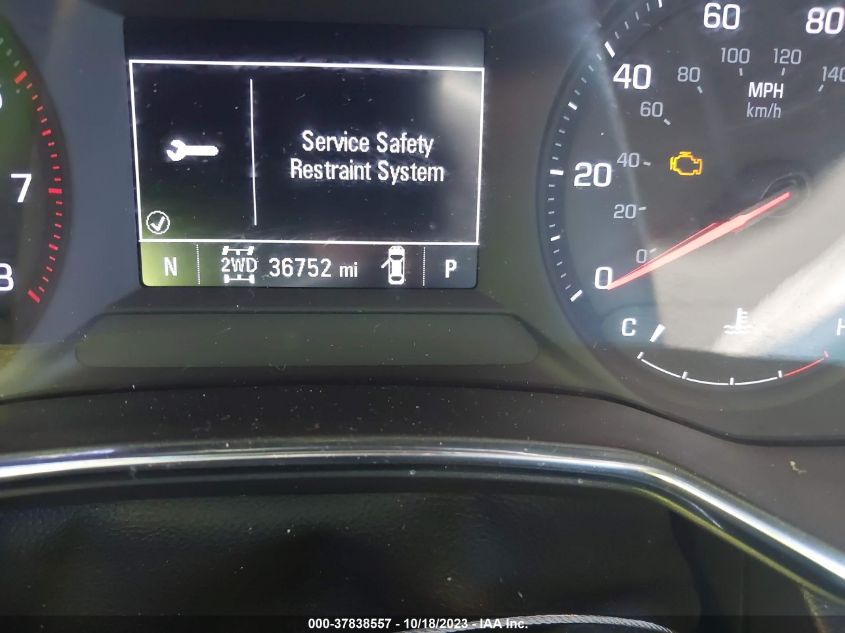 Service Safety
Restraint System
N 2WD 36752 mi P
7
8
0 20 40 60 80
0 20 40 60 80 100 120 140
MPH
km/h
C H
000-37838557 - 10/18/2023 - IAA Inc.